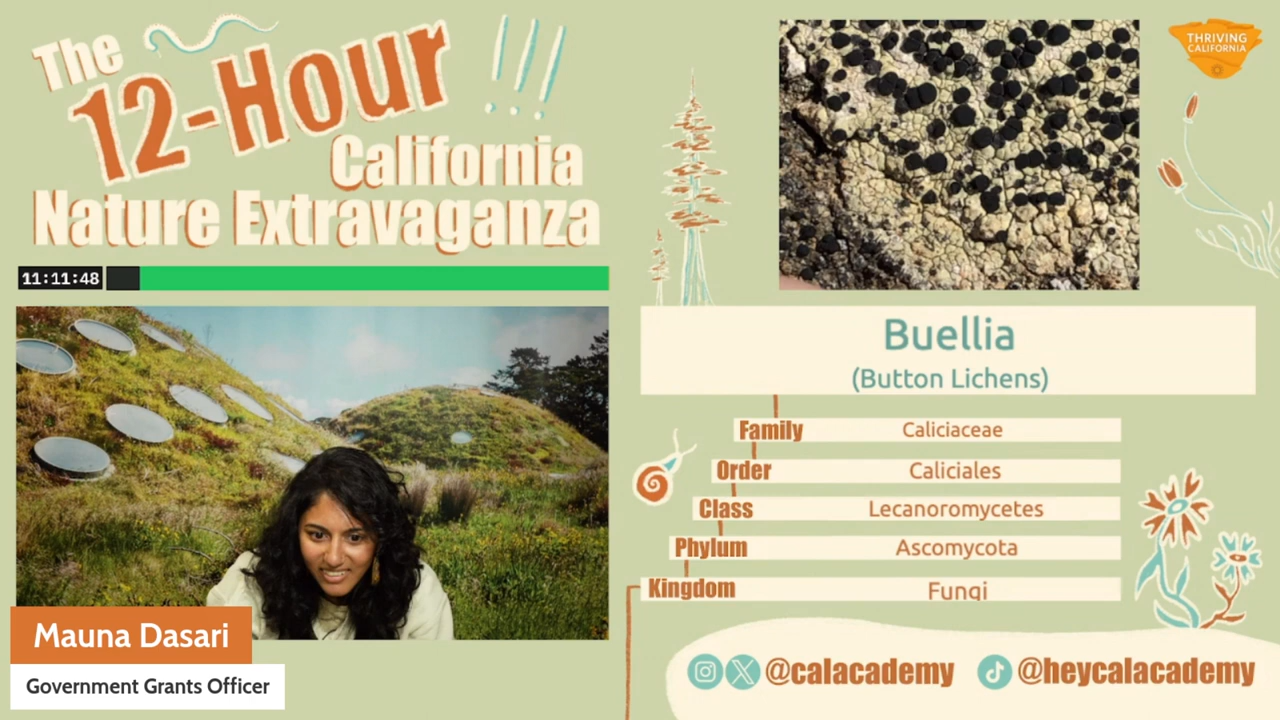 The
12-Hour
!!!
California
Nature Extravaganza
11:11:48
THRIVING
CALIFORNIA
Buellia
(Button Lichens)
Family Caliciaceae
Order Caliciales
Class Lecanoromycetes
Phylum Ascomycota
Kingdom Fungi
Mauna Dasari
Government Grants Officer
@calacademy @heycalacademy